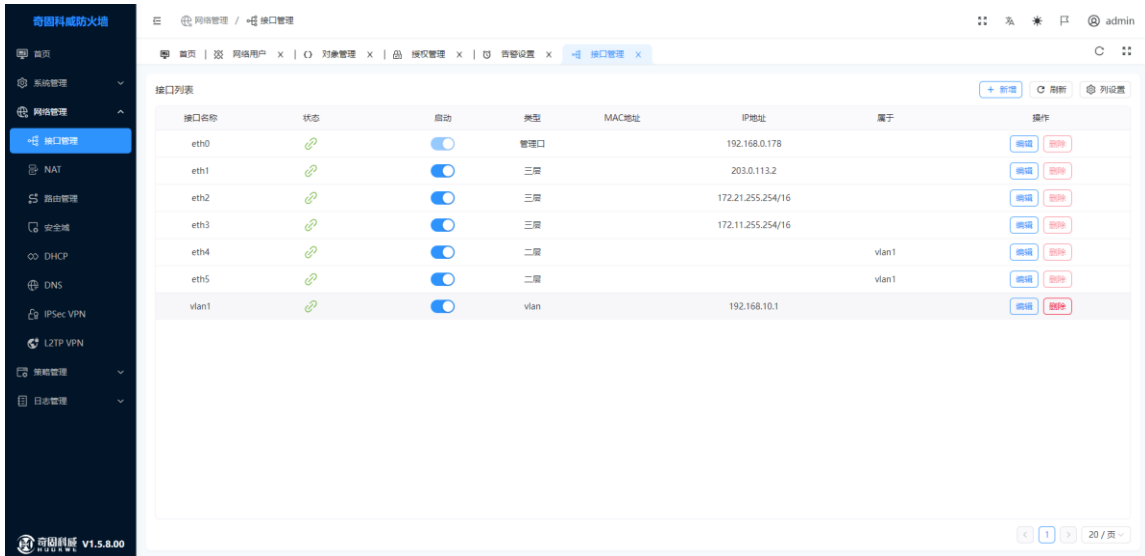 奇固科威防火墙
网络管理 / 接口管理
admin
首页 | 网络用户 × | 对象管理 × | 授权管理 × | 告警设置 × 接口管理 ×
首页
系统管理
网络管理
接口管理
NAT
路由管理
安全域
DHCP
DNS
IPSec VPN
L2TP VPN
策略管理
日志管理
接口列表
+ 新增 刷新 列设置
接口名称 状态 启动 类型 MAC地址 IP地址 属于 操作
eth0 管理口 192.168.0.178 编辑 删除
eth1 三层 203.0.113.2 编辑 删除
eth2 三层 172.21.255.254/16 编辑 删除
eth3 三层 172.11.255.254/16 编辑 删除
eth4 二层 vlan1 编辑 删除
eth5 二层 vlan1 编辑 删除
vlan1 vlan 192.168.10.1 编辑 删除
< 1 > 20 / 页
奇固科威 V1.5.8.00